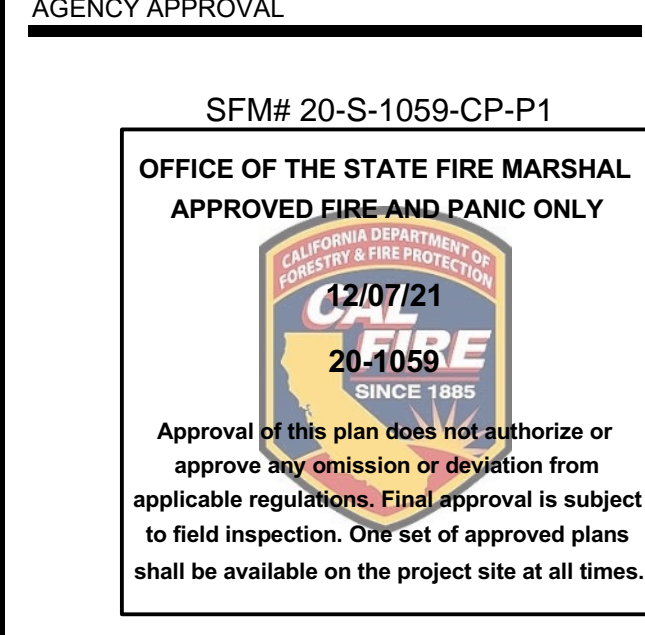 AGENCY APPROVAL
SFM# 20-S-1059-CP-P1
OFFICE OF THE STATE FIRE MARSHAL
APPROVED FIRE AND PANIC ONLY
CALIFORNIA DEPARTMENT OF
FORESTRY & FIRE PROTECTION
12/07/21
CAL
FIRE
20-1059
SINCE 1885
Approval of this plan does not authorize or
approve any omission or deviation from
applicable regulations. Final approval is subject
to field inspection. One set of approved plans
shall be available on the project site at all times.